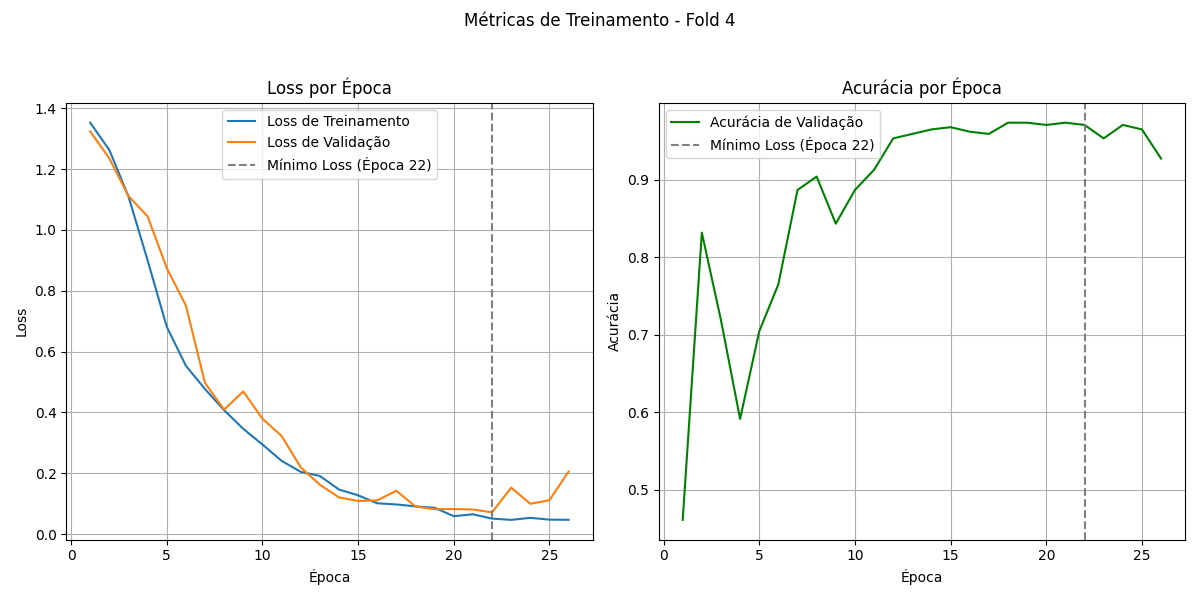 Métricas de Treinamento - Fold 4
Loss por Época
Loss de Treinamento
Loss de Validação
Mínimo Loss (Época 22)
1.4
1.2
1.0
0.8
0.6
0.4
0.2
0.0
Loss
0 5 10 15 20 25
Época
Acurácia por Época
Acurácia de Validação
Mínimo Loss (Época 22)
0.9
0.8
0.7
0.6
0.5
Acurácia
0 5 10 15 20 25
Época